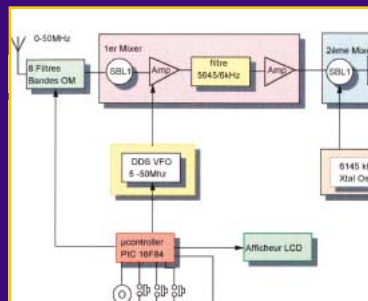 0-50MHz
1er Mixer
2ème Mixer
8 Filtres
Bandes OM
SBL1
Amp
filtre
5645/6kHz
Amp
SBL1
DDS VFO
5 -50Mhz
6145 k
Xtal Os
µcontroller
PIC 16F84
Afficheur LCD